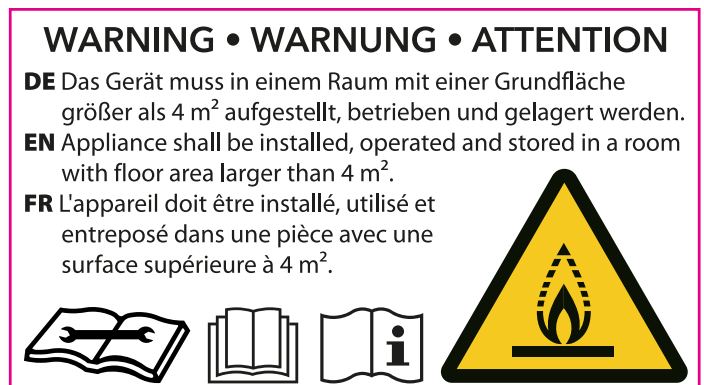 WARNING • WARNUNG • ATTENTION
DE Das Gerät muss in einem Raum mit einer Grundfläche
größer als 4 m² aufgestellt, betrieben und gelagert werden.
EN Appliance shall be installed, operated and stored in a room
with floor area larger than 4 m².
FR L'appareil doit être installé, utilisé et
entreposé dans une pièce avec une
surface supérieure à 4 m².
i